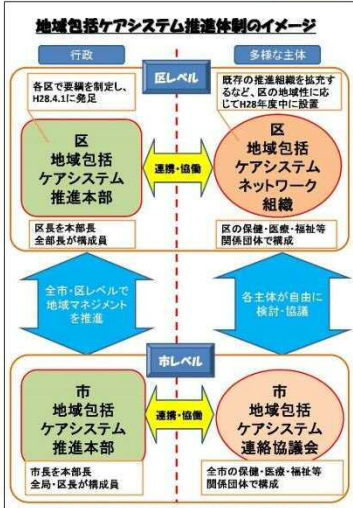 地域包括ケアシステム推進体制のイメージ
行政
多様な主体
区レベル
各区で要綱を制定し、
H28.4.1に発足
既存の推進組織を拡充す
るなど、区の地域性に応
じてH28年度中に設置
区
地域包括
ケアシステム
推進本部
連携・協働
区
地域包括
ケアシステム
ネットワーク
組織
区長を本部長
全部長が構成員
区の保健・医療・福祉等
関係団体で構成
全市・区レベルで
地域マネジメント
を推進
各主体が自由に
検討・協議
市レベル
市
地域包括
ケアシステム
推進本部
連携・協働
市
地域包括
ケアシステム
連絡協議会
市長を本部長
全局・区長が構成員
全市の保健・医療・福祉等
関係団体で構成